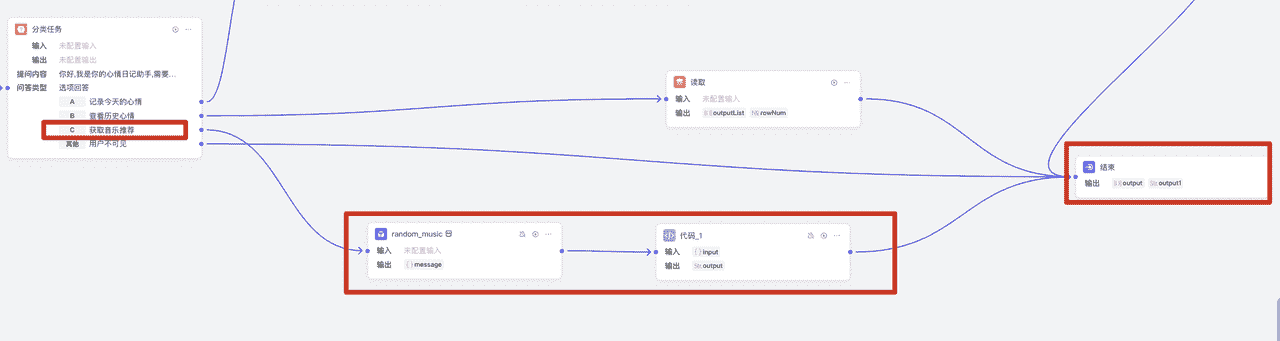 分类任务
输入 未配置输入
输出 未配置输出
提问内容 你好,我是你的心情日记助手,需要...
问答类型 选项回答
A 记录今天的心情
B 查看历史心情
C 获取音乐推荐
其他 用户不可见
读取
输入 未配置输入
输出 outputList rowNum
random_music
输入 未配置输入
输出 message
代码_1
输入 input
输出 output
结束
输出 output output1